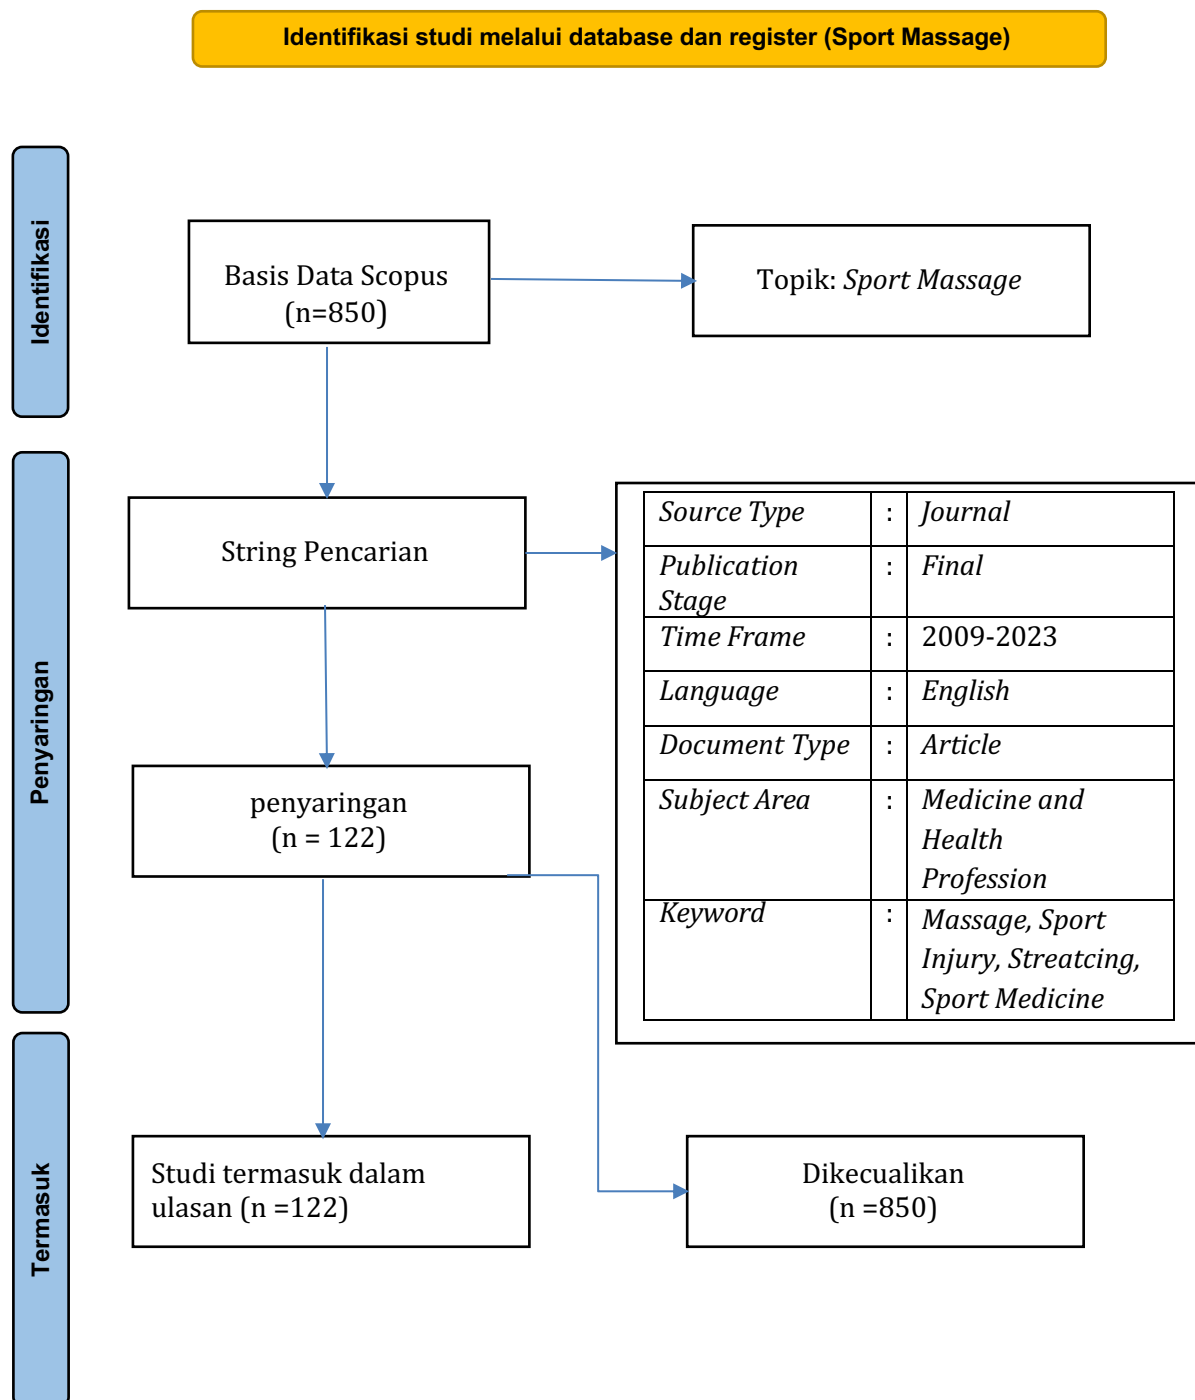 Identifikasi studi melalui database dan register (Sport Massage)
Identifikasi
Basis Data Scopus
(n=850)
Topik: Sport Massage
Penyaringan
String Pencarian
Source Type : Journal
Publication : Final
Stage
Time Frame : 2009-2023
Language : English
Document Type : Article
Subject Area : Medicine and
Health
Profession
Keyword : Massage, Sport
Injury, Streatcing,
Sport Medicine
penyaringan
(n = 122)
Termasuk
Studi termasuk dalam
ulasan (n =122)
Dikecualikan
(n =850)